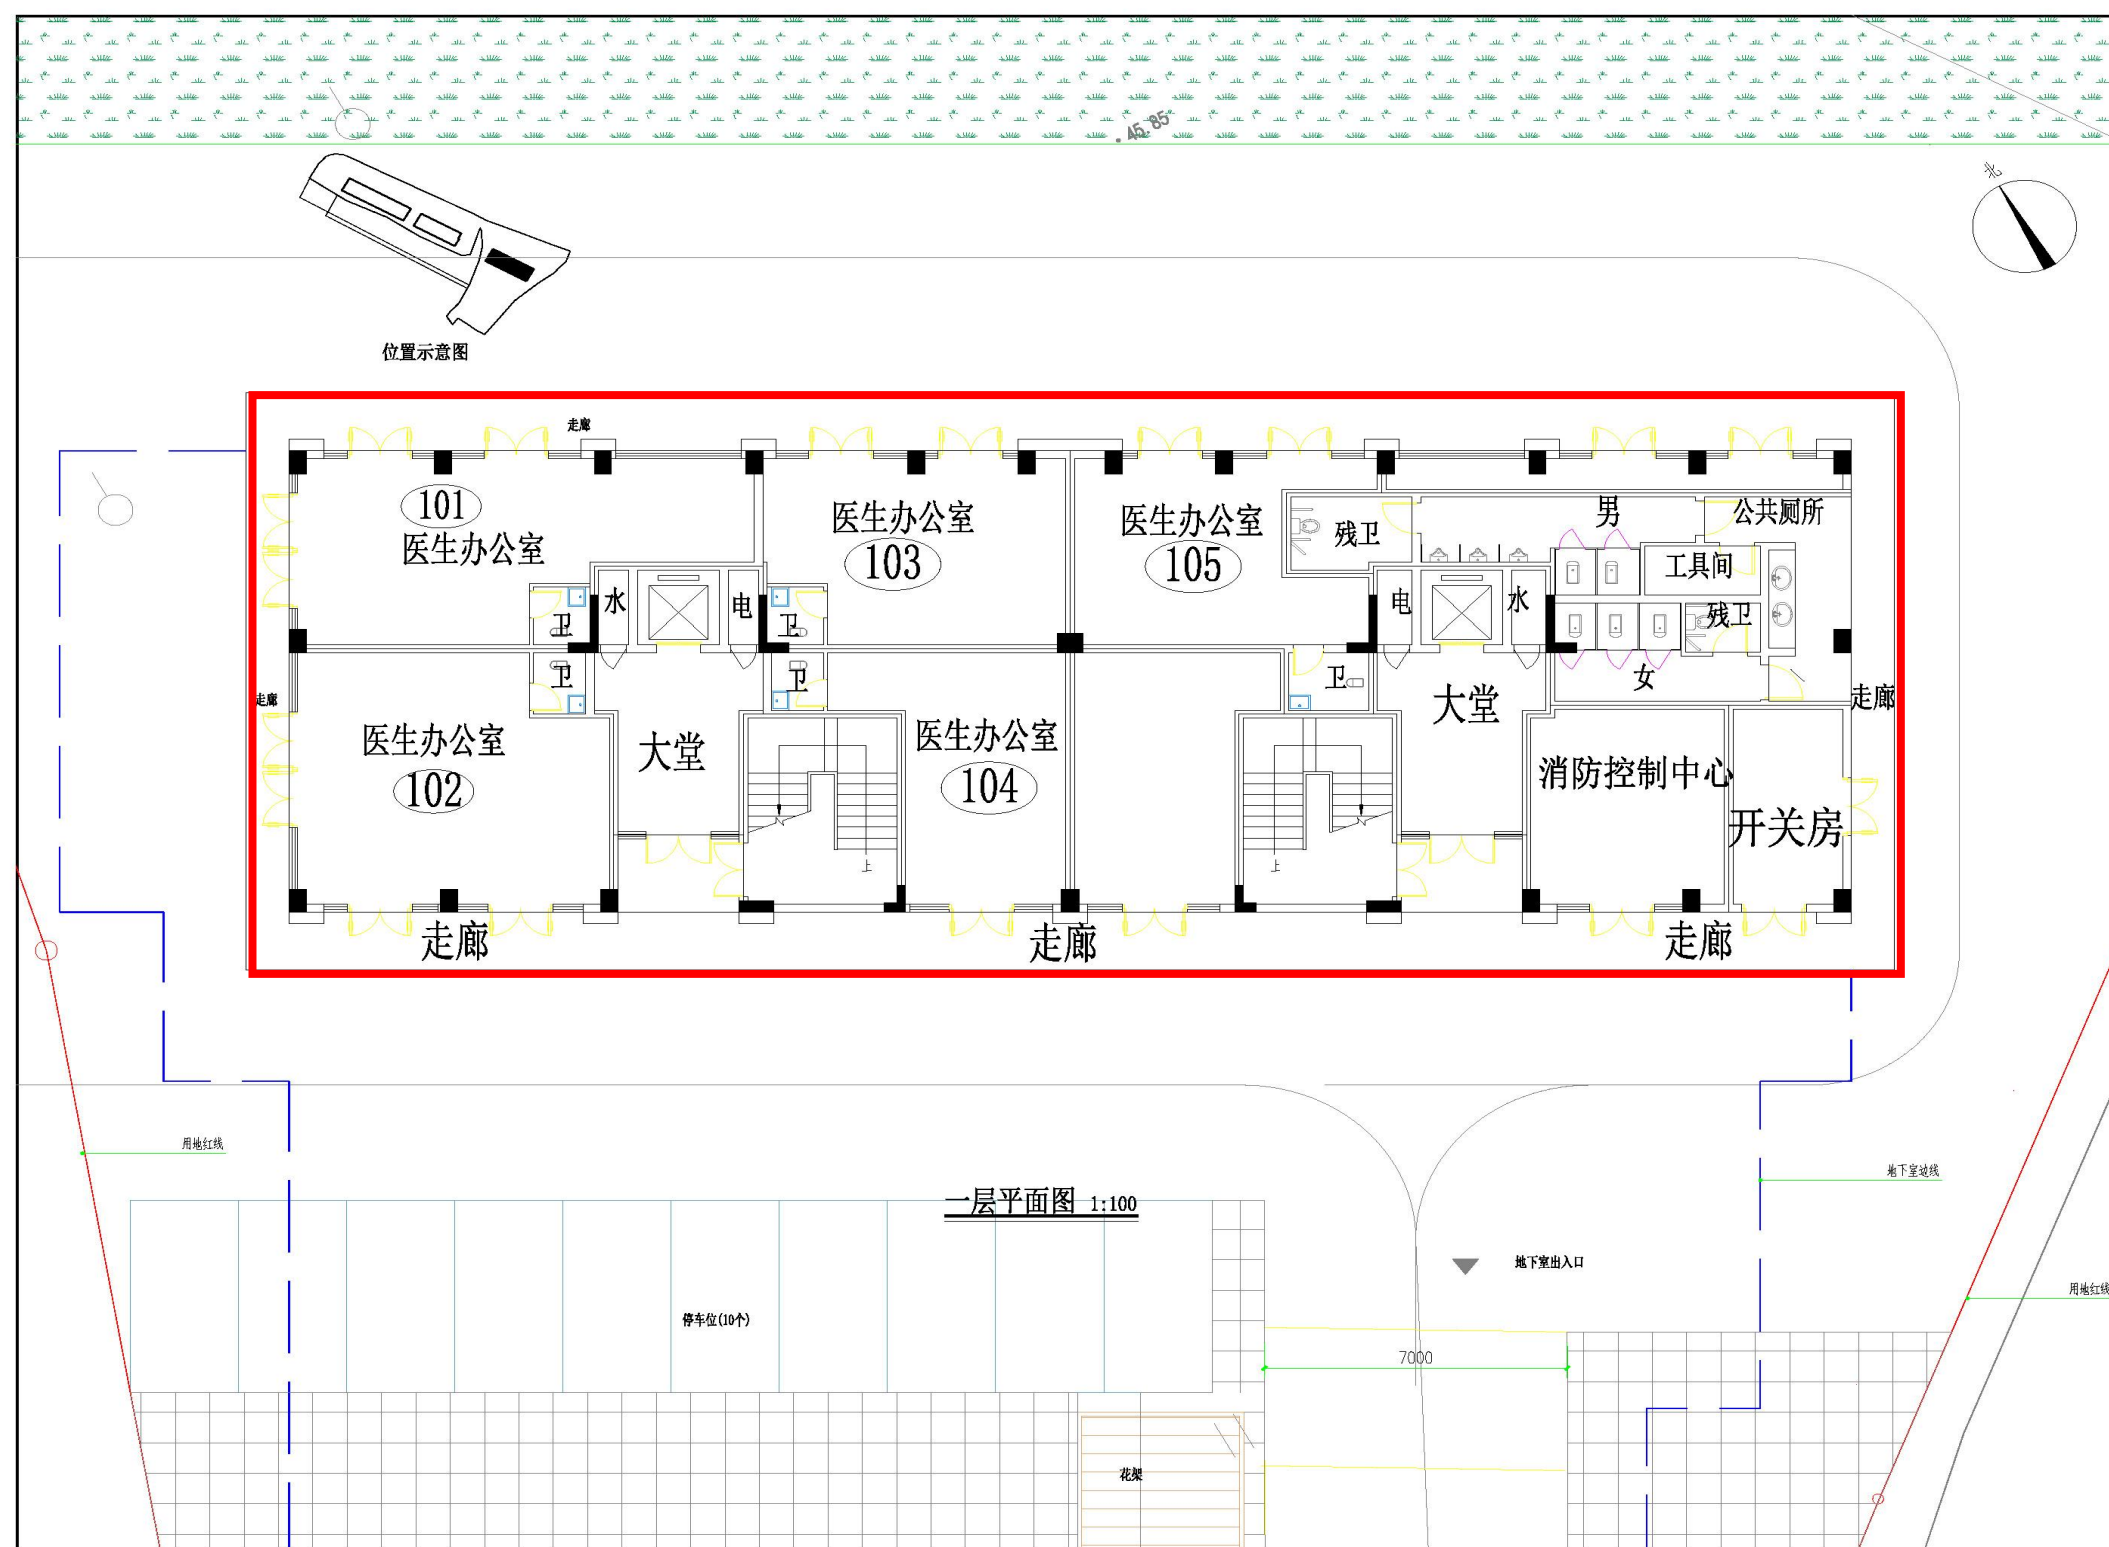 .45.85
北
位置示意图
走廊
101
医生办公室
医生办公室
103
医生办公室
105
残卫
男
公共厕所
工具间
残卫
水
电
电
水
卫
卫
卫
卫
卫
女
走廊
走廊
医生办公室
102
大堂
医生办公室
104
大堂
消防控制中心
开关房
上
上
走廊
走廊
走廊
用地红线
地下室边线
一层平面图 1:100
地下室出入口
用地红线
停车位(10个)
7000
花架